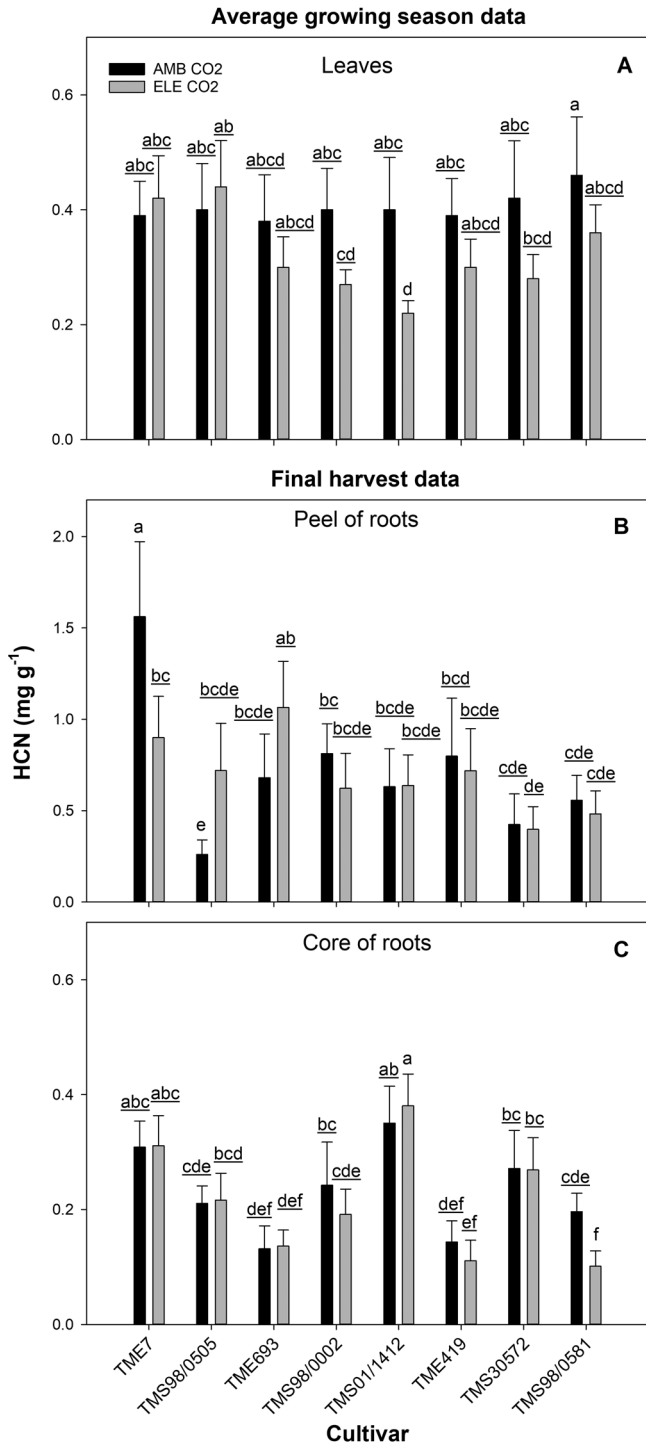 Average growing season data
AMB CO2
ELE CO2
Leaves
A
0.6
0.4
0.2
0.0
abc abc abc ab abcd abcd abc cd abc d abc abcd abc bcd a abcd
Final harvest data
Peel of roots
B
2.0
1.5
1.0
0.5
0.0
a bc e bcde bcde ab bc bcde bcde bcde bcd bcde cde de cde cde
HCN (mg g⁻¹)
Core of roots
C
0.6
0.4
0.2
0.0
abc abc cde bcd def def bc cde ab a def ef bc bc cde f
TME7
TMS98/0505
TME693
TMS98/0002
TMS01/1412
TME419
TMS30572
TMS98/0581
Cultivar